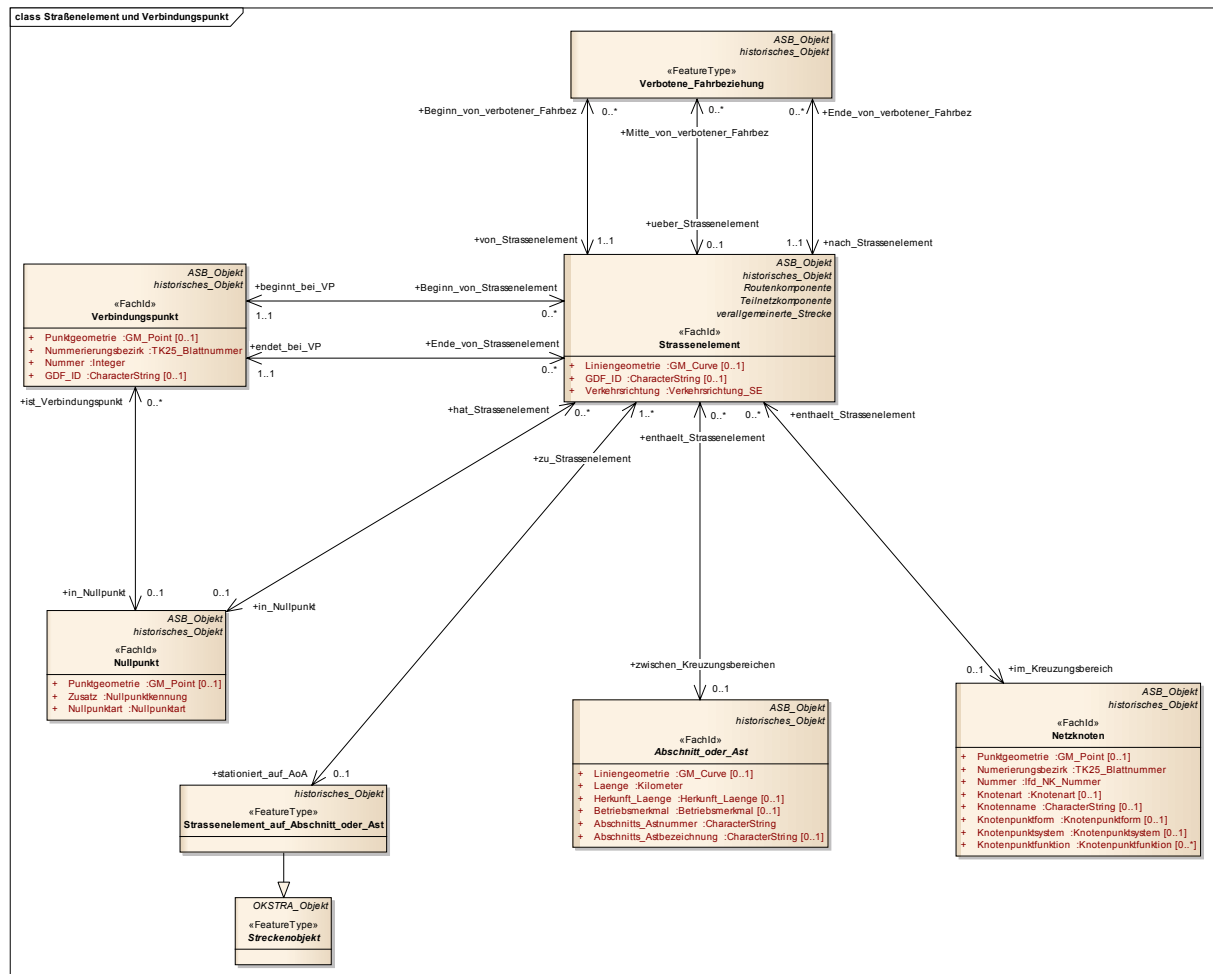 class Straßenelement und Verbindungspunkt
ASB_Objekt
historisches_Objekt
«FeatureType»
Verbotene_Fahrbeziehung
+Beginn_von_verbotener_Fahrbez
0..*
0..*
+Mitte_von_verbotener_Fahrbez
0..*
+Ende_von_verbotener_Fahrbez
+von_Strassenelement
1..1
+ueber_Strassenelement
0..1
1..1
+nach_Strassenelement
ASB_Objekt
historisches_Objekt
«FachId»
Verbindungspunkt
+ Punktgeometrie :GM_Point [0..1]
+ Nummerierungsbezirk :TK25_Blattnummer
+ Nummer :Integer
+ GDF_ID :CharacterString [0..1]
+beginnt_bei_VP
1..1
+Beginn_von_Strassenelement
0..*
+endet_bei_VP
1..1
+Ende_von_Strassenelement
0..*
ASB_Objekt
historisches_Objekt
Routenkomponente
Teilnetzkomponente
verallgemeinerte_Strecke
«FachId»
Strassenelement
+ Liniengeometrie :GM_Curve [0..1]
+ GDF_ID :CharacterString [0..1]
+ Verkehrsrichtung :Verkehrsrichtung_SE
+ist_Verbindungspunkt
0..*
+hat_Strassenelement
0..*
1..*
+zu_Strassenelement
0..*
+enthaelt_Strassenelement
0..*
+enthaelt_Strassenelement
+in_Nullpunkt
0..1
0..1
+in_Nullpunkt
ASB_Objekt
historisches_Objekt
«FachId»
Nullpunkt
+ Punktgeometrie :GM_Point [0..1]
+ Zusatz :Nullpunktkennung
+ Nullpunktart :Nullpunktart
+stationiert_auf_AoA
0..1
historisches_Objekt
«FeatureType»
Strassenelement_auf_Abschnitt_oder_Ast
OKSTRA_Objekt
«FeatureType»
Streckenobjekt
+zwischen_Kreuzungsbereichen
0..1
ASB_Objekt
historisches_Objekt
«FachId»
Abschnitt_oder_Ast
+ Liniengeometrie :GM_Curve [0..1]
+ Laenge :Kilometer
+ Herkunft_Laenge :Herkunft_Laenge [0..1]
+ Betriebsmerkmal :Betriebsmerkmal [0..1]
+ Abschnitts_Astnummer :CharacterString
+ Abschnitts_Astbezeichnung :CharacterString [0..1]
0..1
+im_Kreuzungsbereich
ASB_Objekt
historisches_Objekt
«FachId»
Netzknoten
+ Punktgeometrie :GM_Point [0..1]
+ Numerierungsbezirk :TK25_Blattnummer
+ Nummer :lfd_NK_Nummer
+ Knotenart :Knotenart [0..1]
+ Knotenname :CharacterString [0..1]
+ Knotenpunktform :Knotenpunktform [0..1]
+ Knotenpunktsystem :Knotenpunktsystem [0..1]
+ Knotenpunktfunktion :Knotenpunktfunktion [0..*]